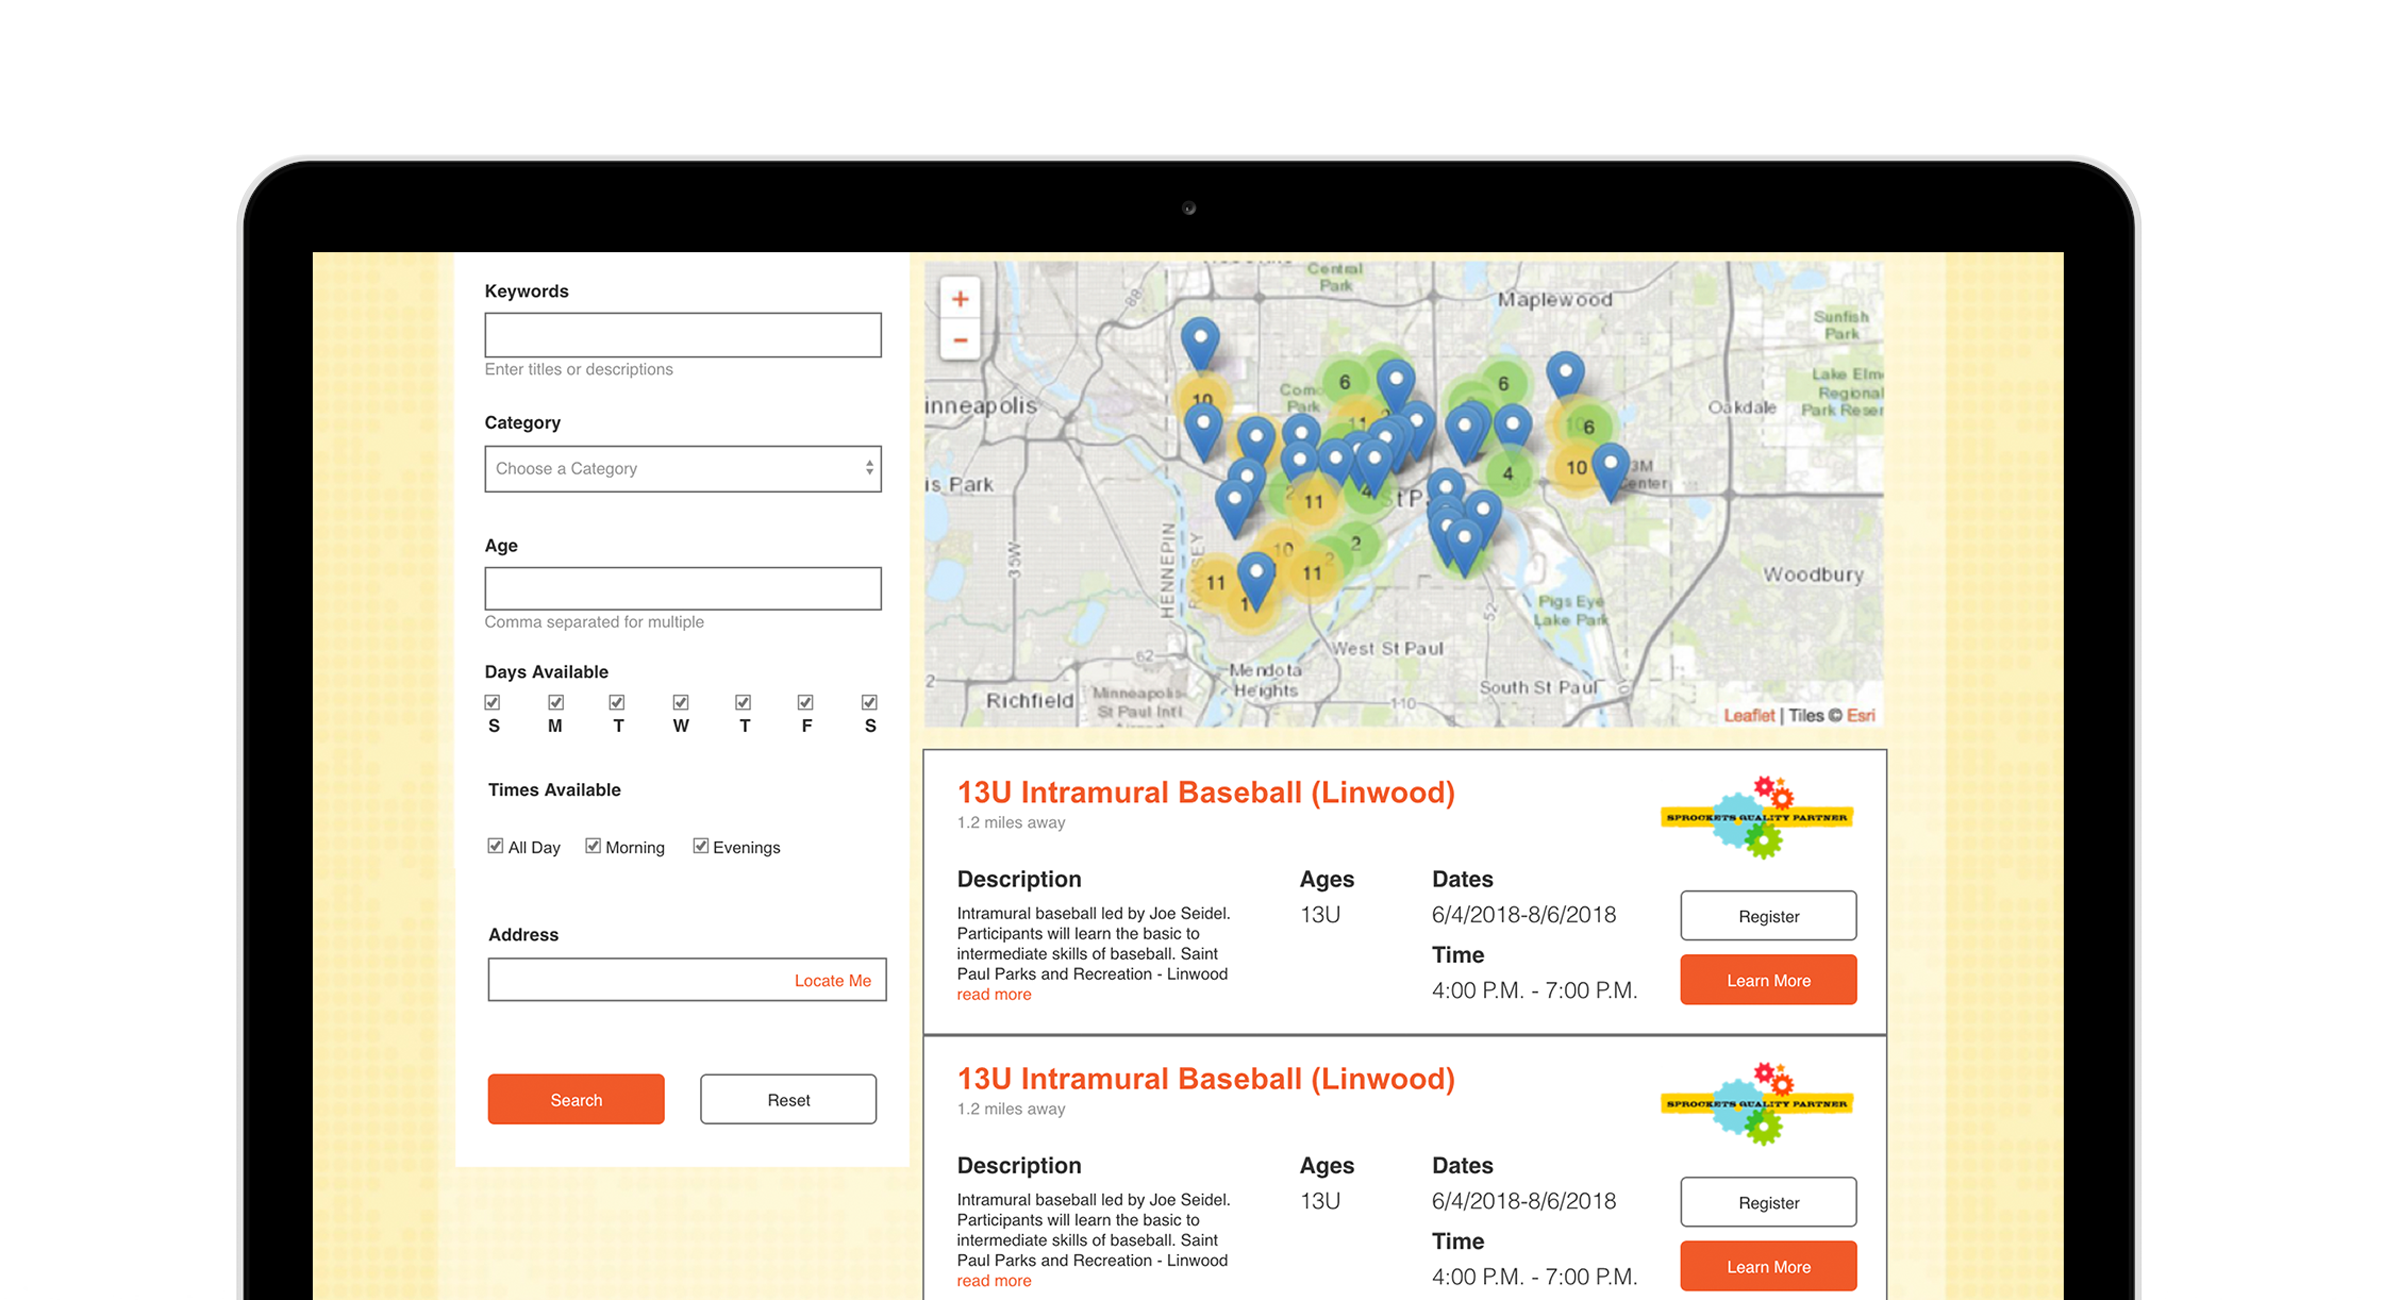 Keywords
Enter titles or descriptions
Category
Choose a Category
Age
Comma separated for multiple
Days Available
S M T W T F S
Times Available
All Day Morning Evenings
Address
Locate Me
Search Reset
+
−
88
Central
Park
Maplewood
Sunfish
Park
Lake Elm
Regional
Park Reser
Oakdale
inneapolis
Como
Park
10
6
6
11
6
10
3M
Center
is Park
4
11
4
St P
2
10
2
11
11
1
35W
HENNEPIN
RAMSEY
52
Woodbury
Pigs Eye
Lake Park
West St Paul
62
Mendota
Heights
South St Paul
2
Richfield
Minneapolis-
St Paul Intl
110
Leaflet | Tiles © Esri
13U Intramural Baseball (Linwood)
1.2 miles away
SPROCKETS QUALITY PARTNER
Description Ages Dates
Intramural baseball led by Joe Seidel.
Participants will learn the basic to
intermediate skills of baseball. Saint
Paul Parks and Recreation - Linwood
read more
13U
6/4/2018-8/6/2018
Time
4:00 P.M. - 7:00 P.M.
Register
Learn More
13U Intramural Baseball (Linwood)
1.2 miles away
SPROCKETS QUALITY PARTNER
Description Ages Dates
Intramural baseball led by Joe Seidel.
Participants will learn the basic to
intermediate skills of baseball. Saint
Paul Parks and Recreation - Linwood
read more
13U
6/4/2018-8/6/2018
Time
4:00 P.M. - 7:00 P.M.
Register
Learn More